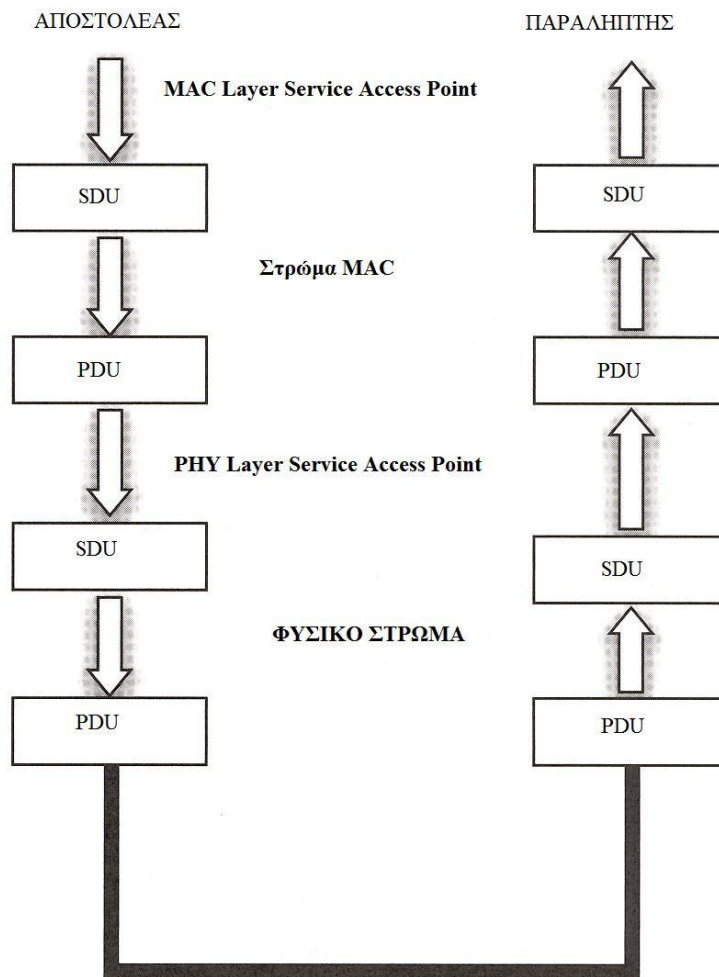 ΑΠΟΣΤΟΛΕΑΣ
ΠΑΡΑΛΗΠΤΗΣ
MAC Layer Service Access Point
SDU
SDU
Στρώμα MAC
PDU
PDU
PHY Layer Service Access Point
SDU
SDU
ΦΥΣΙΚΟ ΣΤΡΩΜΑ
PDU
PDU